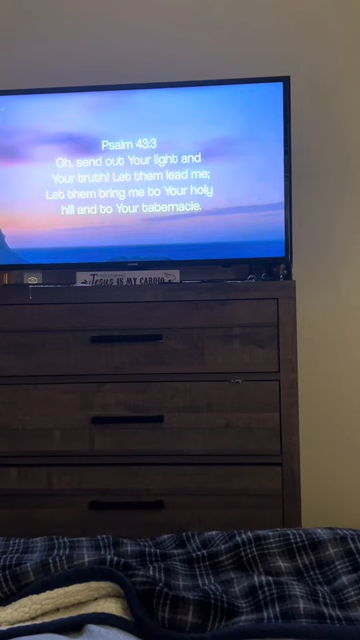 Psalm 43:3
Oh, send out Your light and
Your truth! Let them lead me;
Let them bring me to Your holy
hill and to Your tabernacle.
JESUS IS MY CARDIO